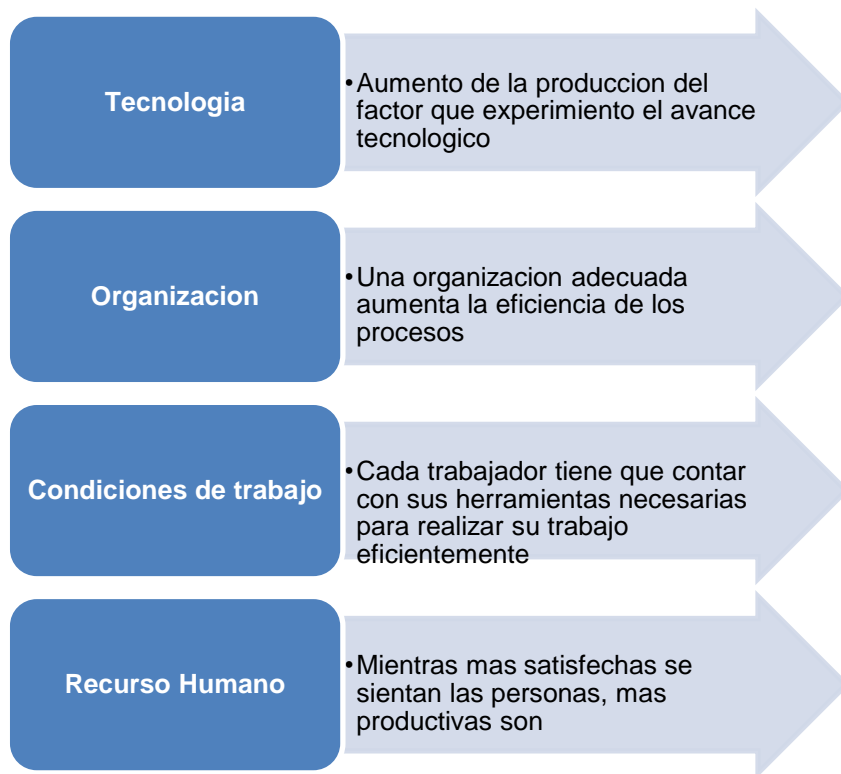 Tecnologia
•Aumento de la produccion del
factor que experimiento el avance
tecnologico
Organizacion
•Una organizacion adecuada
aumenta la eficiencia de los
procesos
Condiciones de trabajo
•Cada trabajador tiene que contar
con sus herramientas necesarias
para realizar su trabajo
eficientemente
Recurso Humano
•Mientras mas satisfechas se
sientan las personas, mas
productivas son